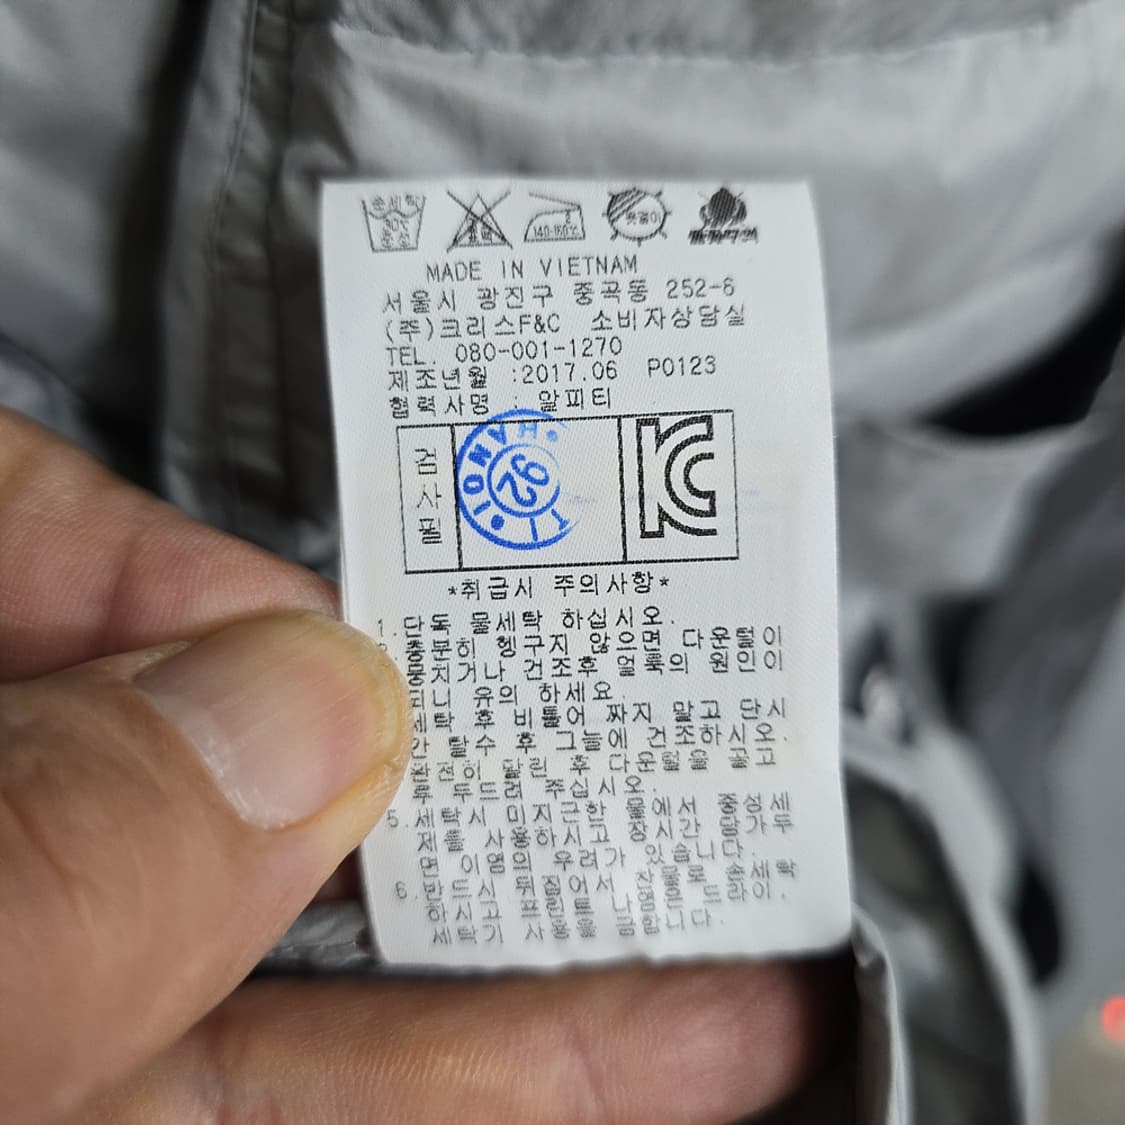 손세탁
30℃
중성
표백
140-160℃
옷걸이
MADE IN VIETNAM
서울시 광진구 중곡동 252-6
(주)크리스F&C 소비자상담실
TEL. 080-001-1270
제조년월 :2017.06 P0123
협력사명 : 알피티
검사필
HANOI
92
KC
*취급시 주의사항*
1.단독 물세탁 하십시오.
충분히 헹구지 않으면 다운털이
뭉치거나 건조후 얼룩의 원인이
되니 유의 하세요.
세탁 후 비틀어 짜지 말고 단시
간 탈수 후 그늘에 건조하시오.
완전히 말린 후 다운털을 골고
루 두드려 주십시오.
5.세탁시 미지근한 물에서 중성세
제를 사용하시고 장시간 담가두
면 이염의 우려가 있습니다.
6.반드시 뒤집어서 찬물로 손세탁
하시고 프린트 나염은 드라이.
세탁기 사용을 금합니다.